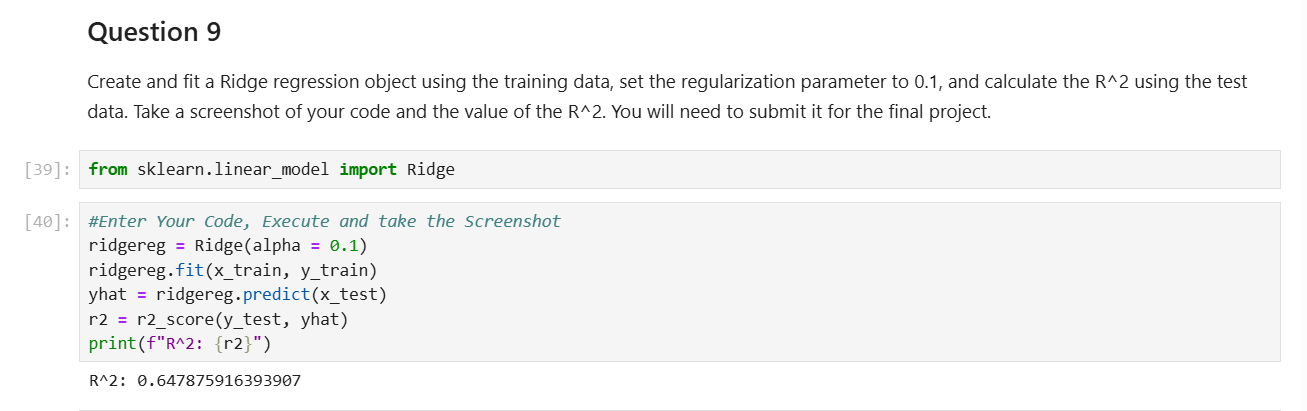 Question 9
Create and fit a Ridge regression object using the training data, set the regularization parameter to 0.1, and calculate the R^2 using the test
data. Take a screenshot of your code and the value of the R^2. You will need to submit it for the final project.
[39]: from sklearn.linear_model import Ridge
[40]: #Enter Your Code, Execute and take the Screenshot
ridgereg = Ridge(alpha = 0.1)
ridgereg.fit(x_train, y_train)
yhat = ridgereg.predict(x_test)
r2 = r2_score(y_test, yhat)
print(f"R^2: {r2}")
R^2: 0.647875916393907